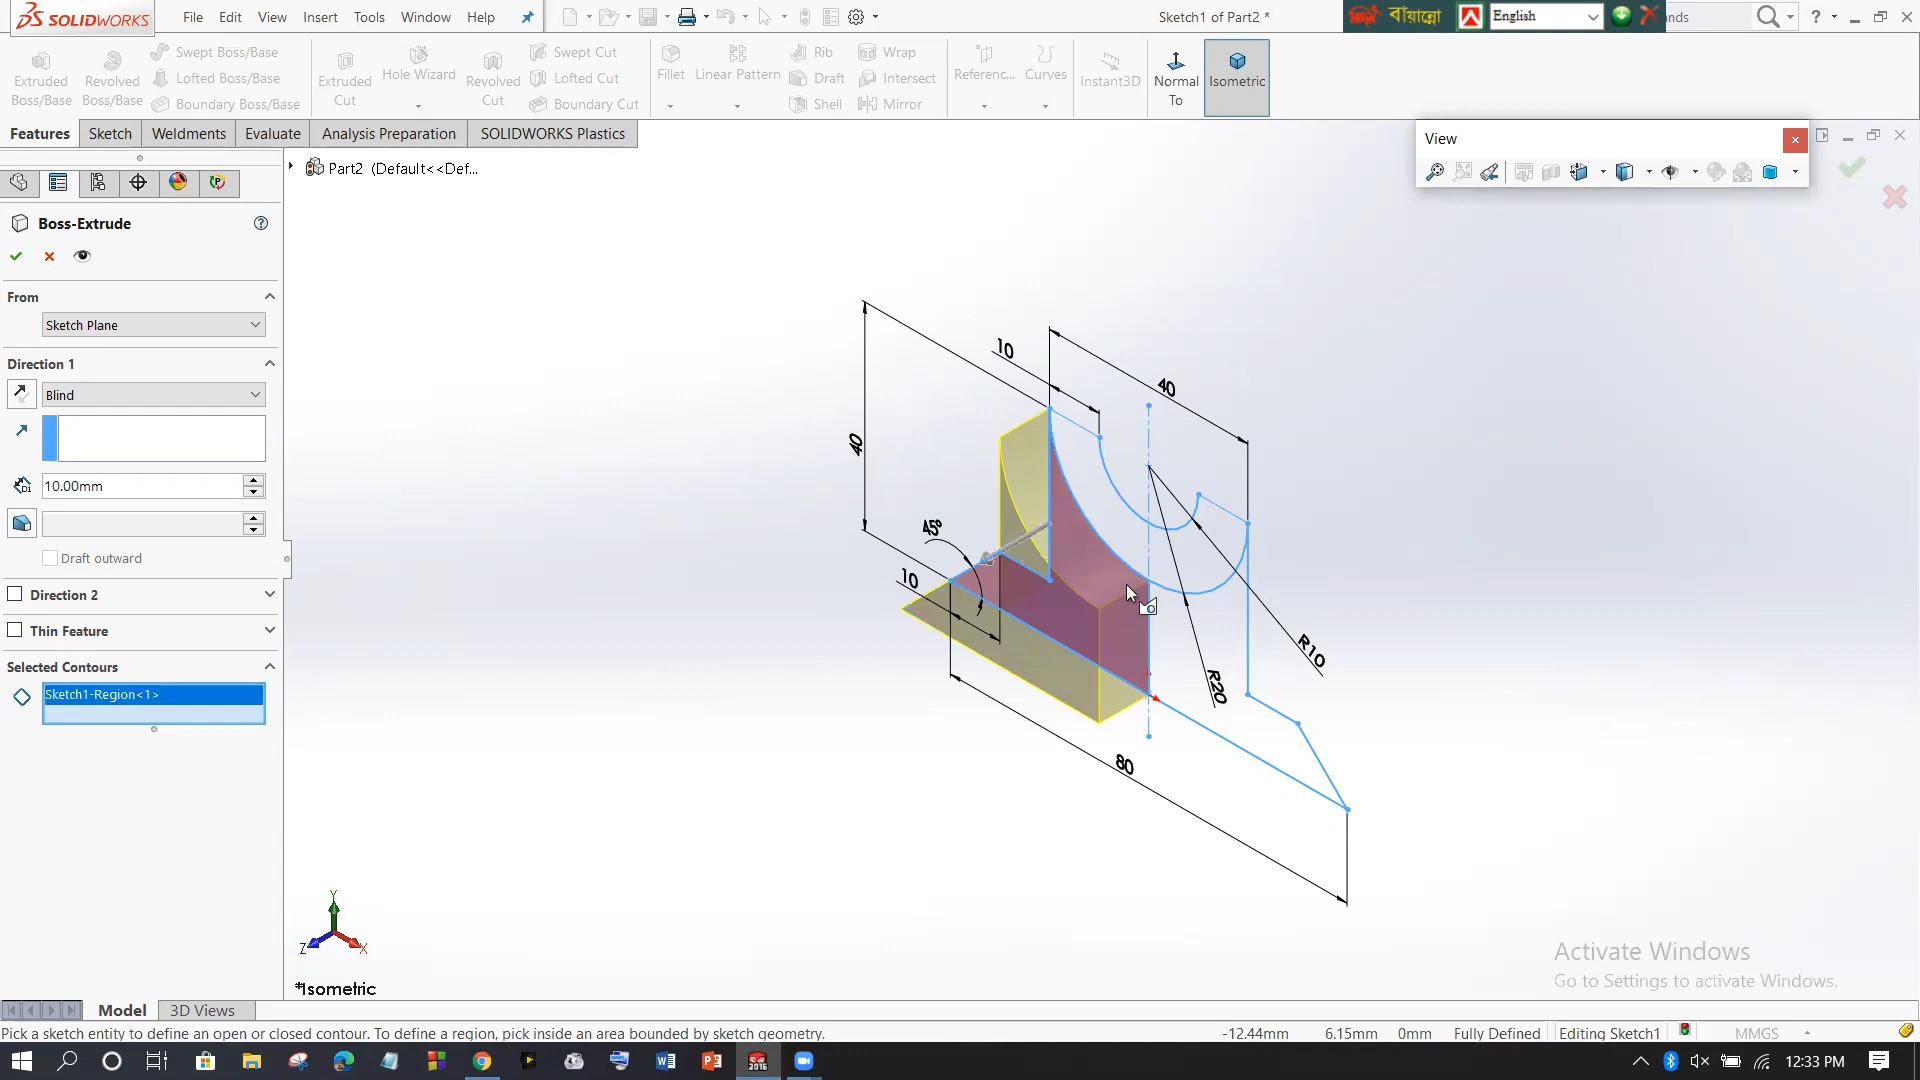 SOLIDWORKS
File Edit View Insert Tools Window Help
Sketch1 of Part2 *
বায়ান্নো
English
nds
?
Extruded Boss/Base
Revolved Boss/Base
Swept Boss/Base
Lofted Boss/Base
Boundary Boss/Base
Extruded Cut
Hole Wizard
Revolved Cut
Swept Cut
Lofted Cut
Boundary Cut
Fillet
Linear Pattern
Rib
Draft
Shell
Wrap
Intersect
Mirror
Referenc...
Curves
Instant3D
Normal To
Isometric
Features Sketch Weldments Evaluate Analysis Preparation SOLIDWORKS Plastics
View
Part2 (Default<<Def...
Boss-Extrude
From
Sketch Plane
Direction 1
Blind
10.00mm
Draft outward
Direction 2
Thin Feature
Selected Contours
Sketch1-Region<1>
10
40
40
45°
10
R10
R20
80
Y
Z
X
*Isometric
Activate Windows
Go to Settings to activate Windows.
Model 3D Views
Pick a sketch entity to define an open or closed contour. To define a region, pick inside an area bounded by sketch geometry.
-12.44mm 6.15mm 0mm Fully Defined Editing Sketch1 MMGS
12:33 PM